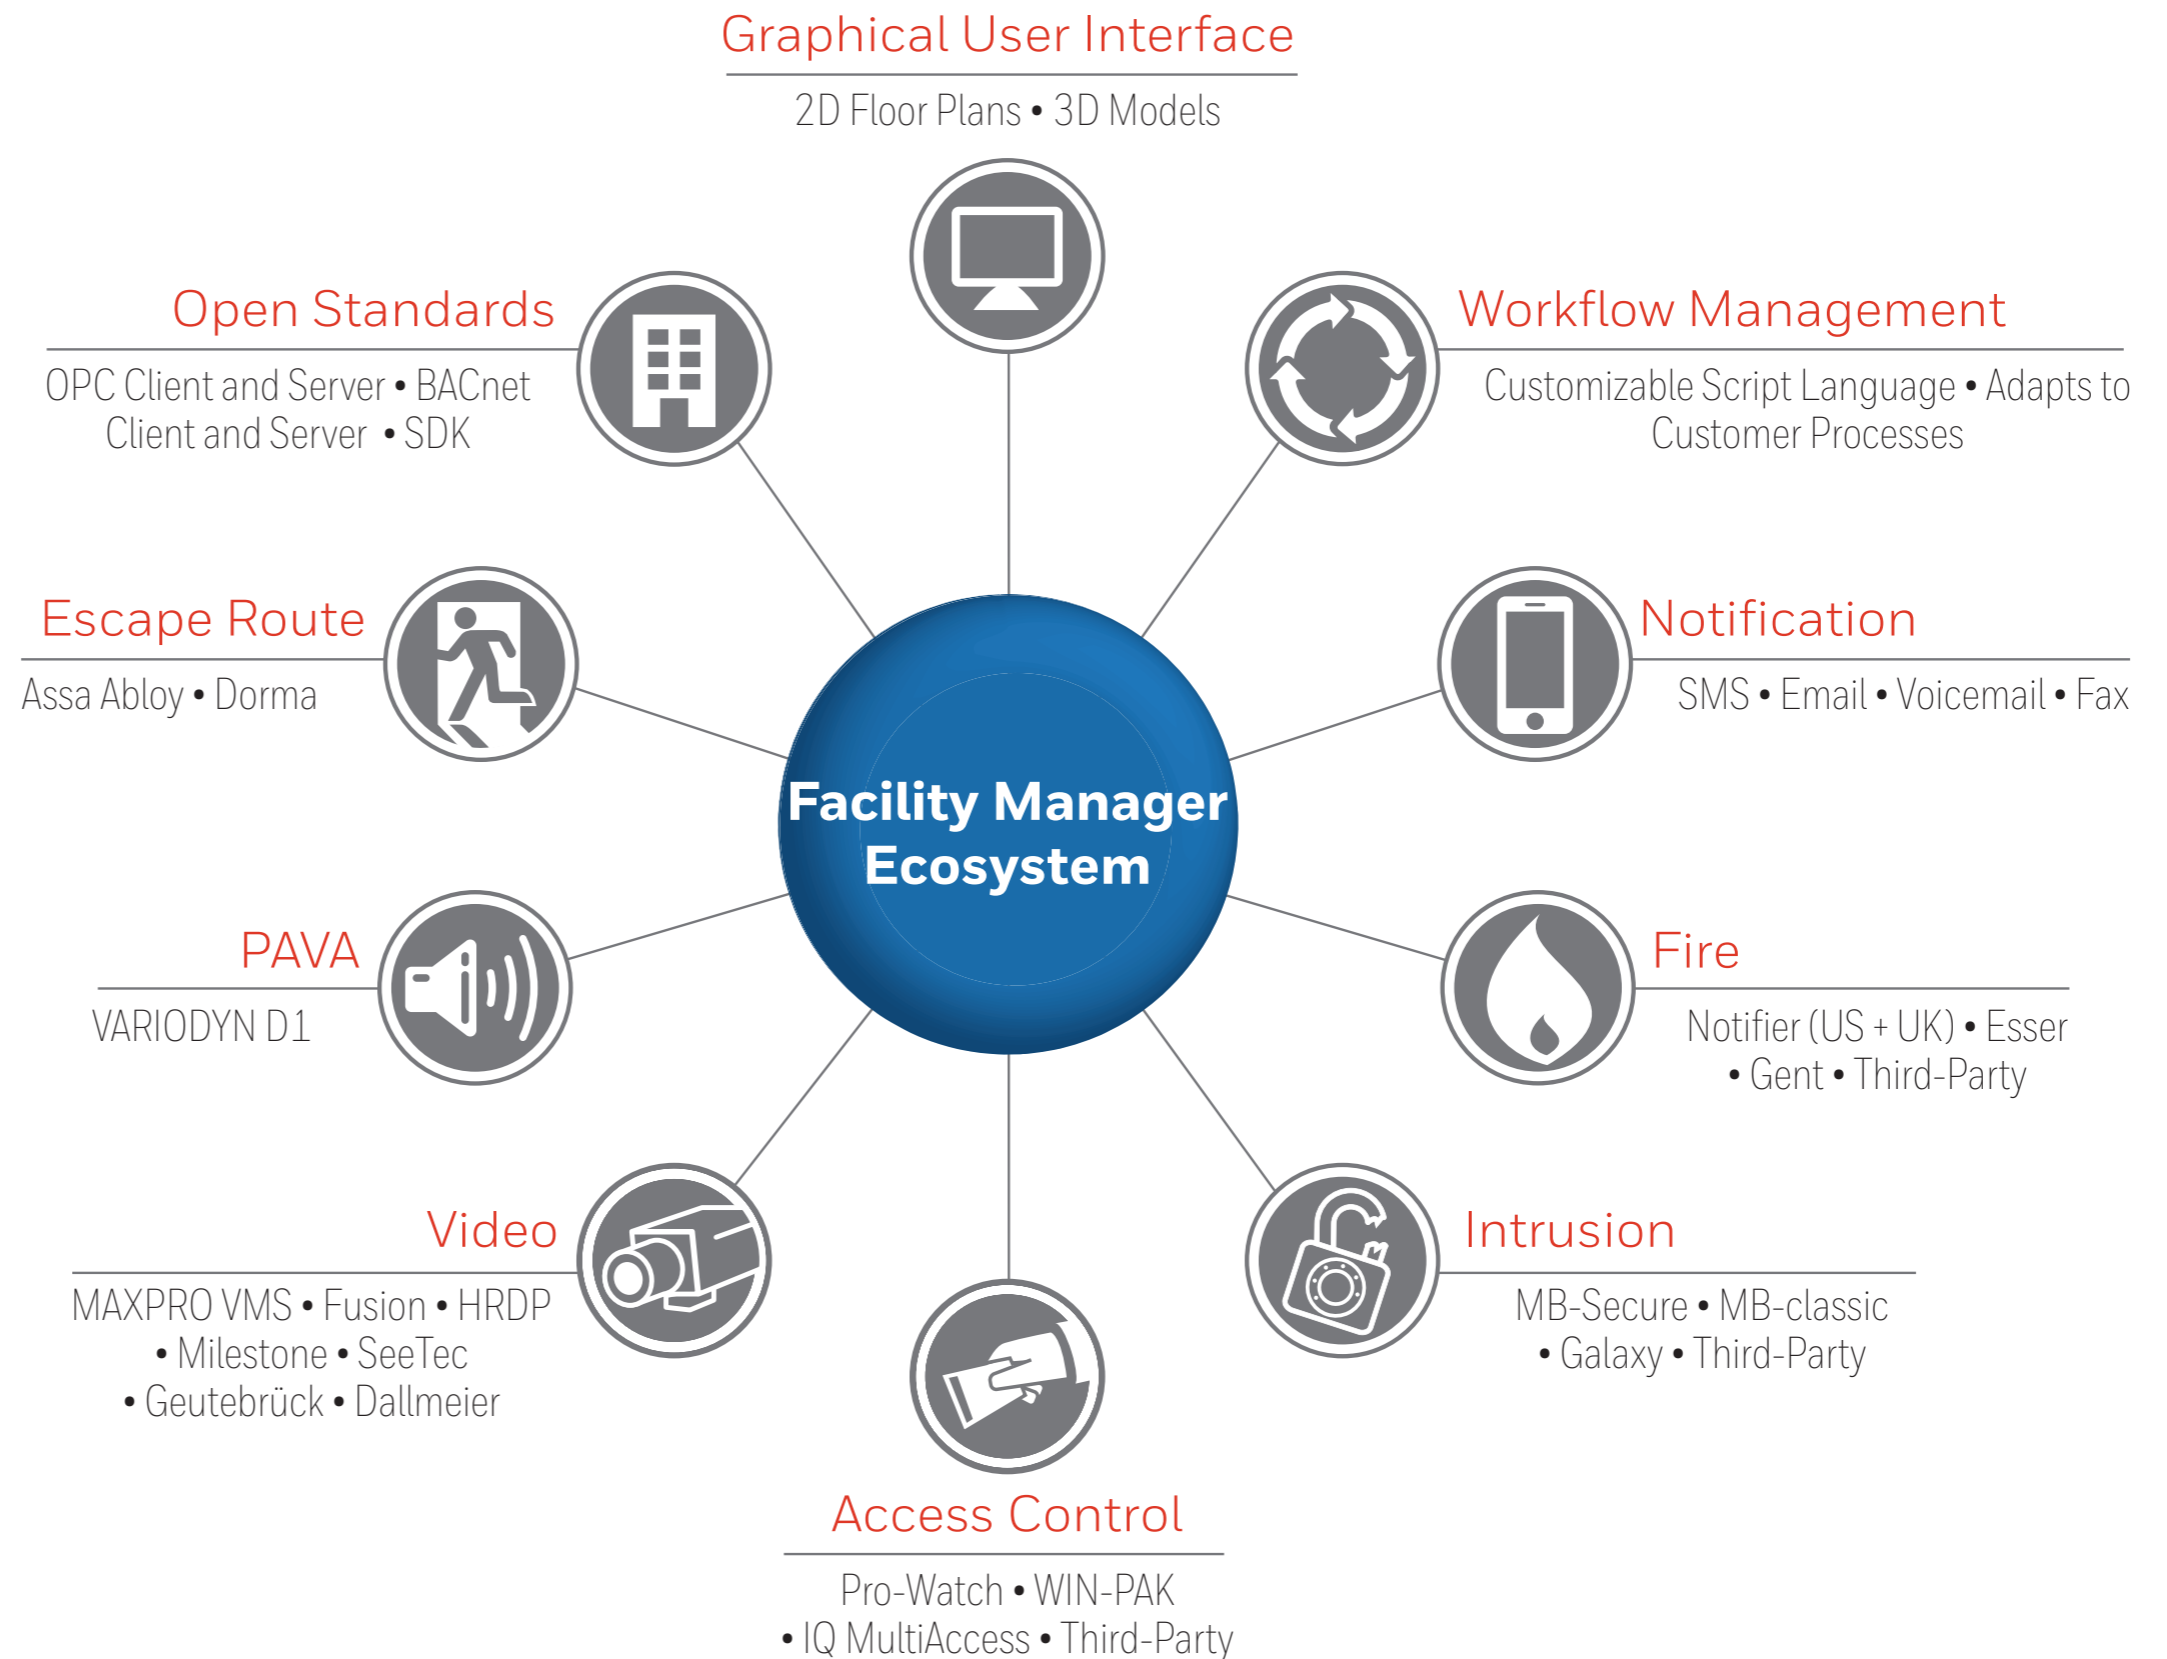 Graphical User Interface
2D Floor Plans • 3D Models
Open Standards
OPC Client and Server • BACnet
Client and Server • SDK
Workflow Management
Customizable Script Language • Adapts to
Customer Processes
Escape Route
Assa Abloy • Dorma
Notification
SMS • Email • Voicemail • Fax
Facility Manager
Ecosystem
PAVA
VARIODYN D1
Fire
Notifier (US + UK) • Esser
• Gent • Third-Party
Video
MAXPRO VMS • Fusion • HRDP
• Milestone • SeeTec
• Geutebrück • Dallmeier
Intrusion
MB-Secure • MB-classic
• Galaxy • Third-Party
Access Control
Pro-Watch • WIN-PAK
• IQ MultiAccess • Third-Party